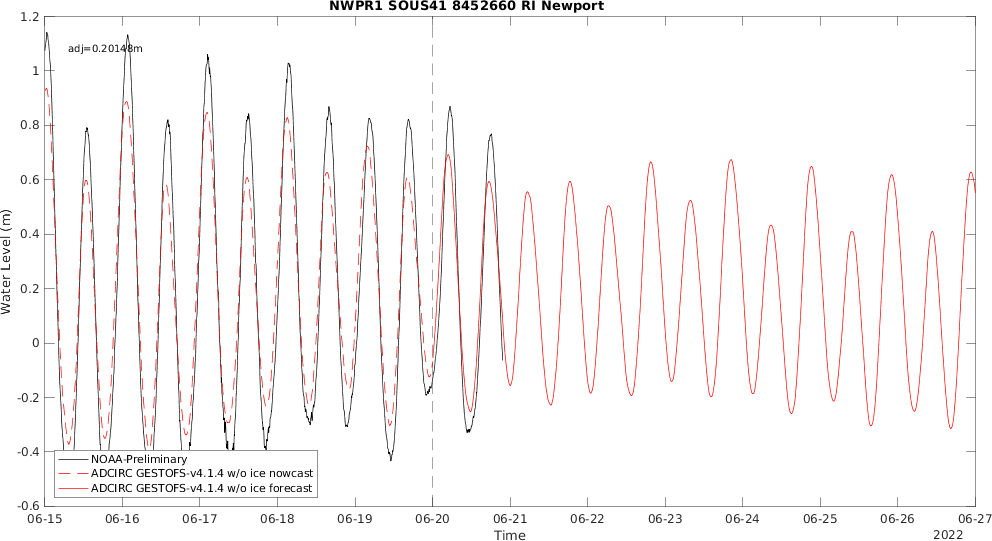 NWPR1 SOUS41 8452660 RI Newport
adj=0.20148m
1.2
1
0.8
0.6
0.4
0.2
0
-0.2
-0.4
-0.6
Water Level (m)
NOAA-Preliminary
ADCIRC GESTOFS-v4.1.4 w/o ice nowcast
ADCIRC GESTOFS-v4.1.4 w/o ice forecast
06-15 06-16 06-17 06-18 06-19 06-20 06-21 06-22 06-23 06-24 06-25 06-26 06-27
Time
2022